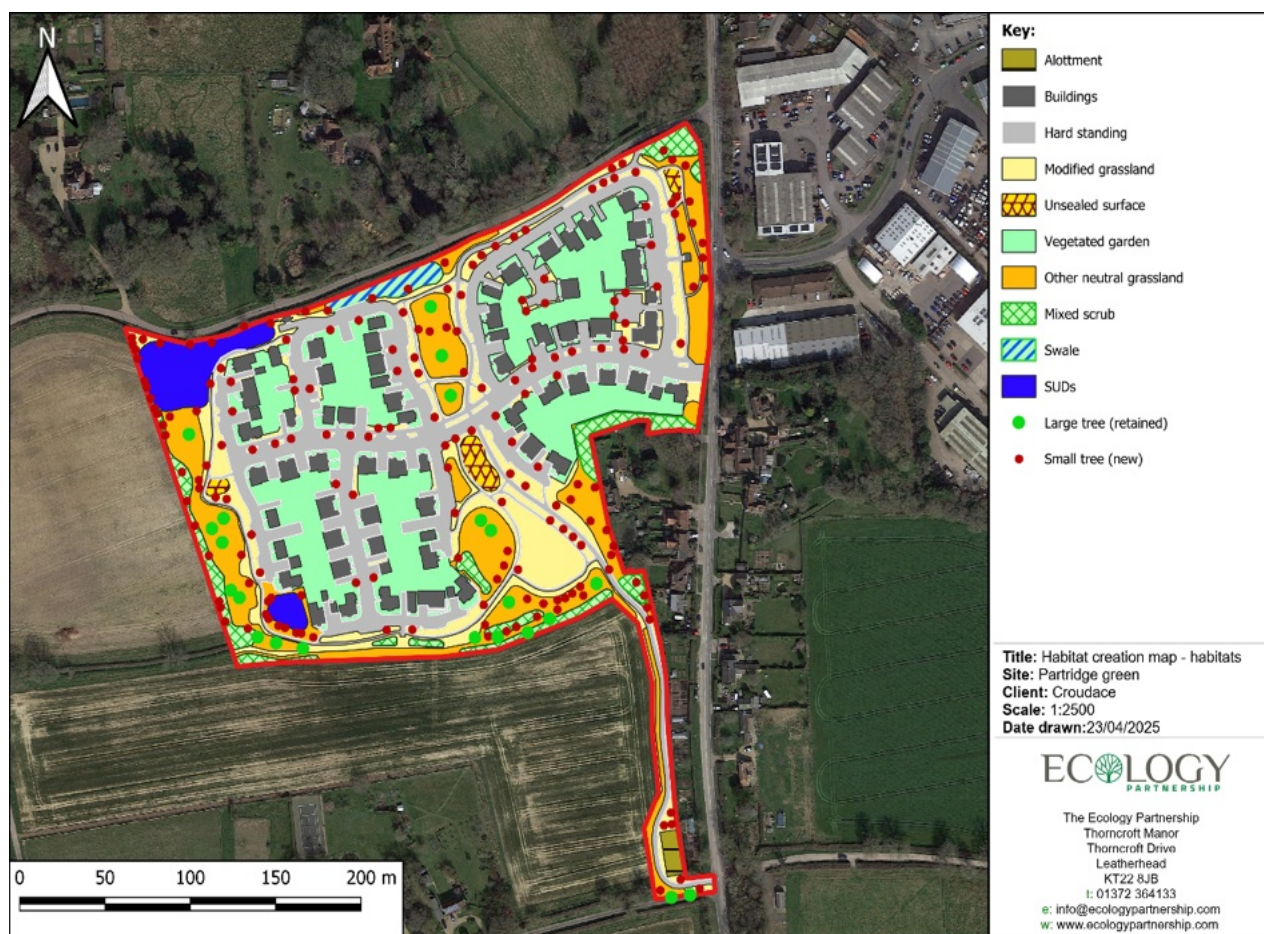 N
Key:
Alottment
Buildings
Hard standing
Modified grassland
Unsealed surface
Vegetated garden
Other neutral grassland
Mixed scrub
Swale
SUDs
Large tree (retained)
Small tree (new)
Title: Habitat creation map - habitats
Site: Partridge green
Client: Croudace
Scale: 1:2500
Date drawn:23/04/2025
ECOLOGY
PARTNERSHIP
The Ecology Partnership
Thorncroft Manor
Thorncroft Drive
Leatherhead
KT22 8JB
t: 01372 364133
e: info@ecologypartnership.com
w: www.ecologypartnership.com
0 50 100 150 200 m